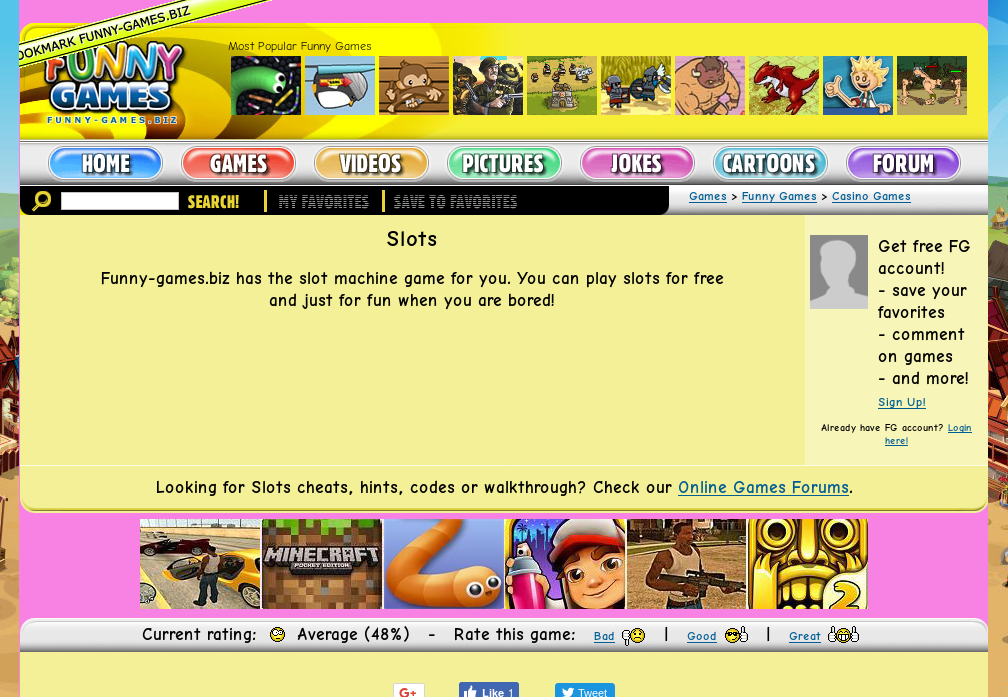 OOKMARK FUNNY-GAMES.BIZ
FUNNY
GAMES
FUNNY-GAMES.BIZ
Most Popular Funny Games
HOME
GAMES
VIDEOS
PICTURES
JOKES
CARTOONS
FORUM
SEARCH!
MY FAVORITES
SAVE TO FAVORITES
Games > Funny Games > Casino Games
Slots
Funny-games.biz has the slot machine game for you. You can play slots for free
and just for fun when you are bored!
Get free FG
account!
- save your
favorites
- comment
on games
- and more!
Sign Up!
Already have FG account? Login
here!
Looking for Slots cheats, hints, codes or walkthrough? Check our Online Games Forums.
MINECRAFT
POCKET EDITION
2
Current rating: Average (48%) - Rate this game: Bad | Good | Great
G+
Like 1
Tweet